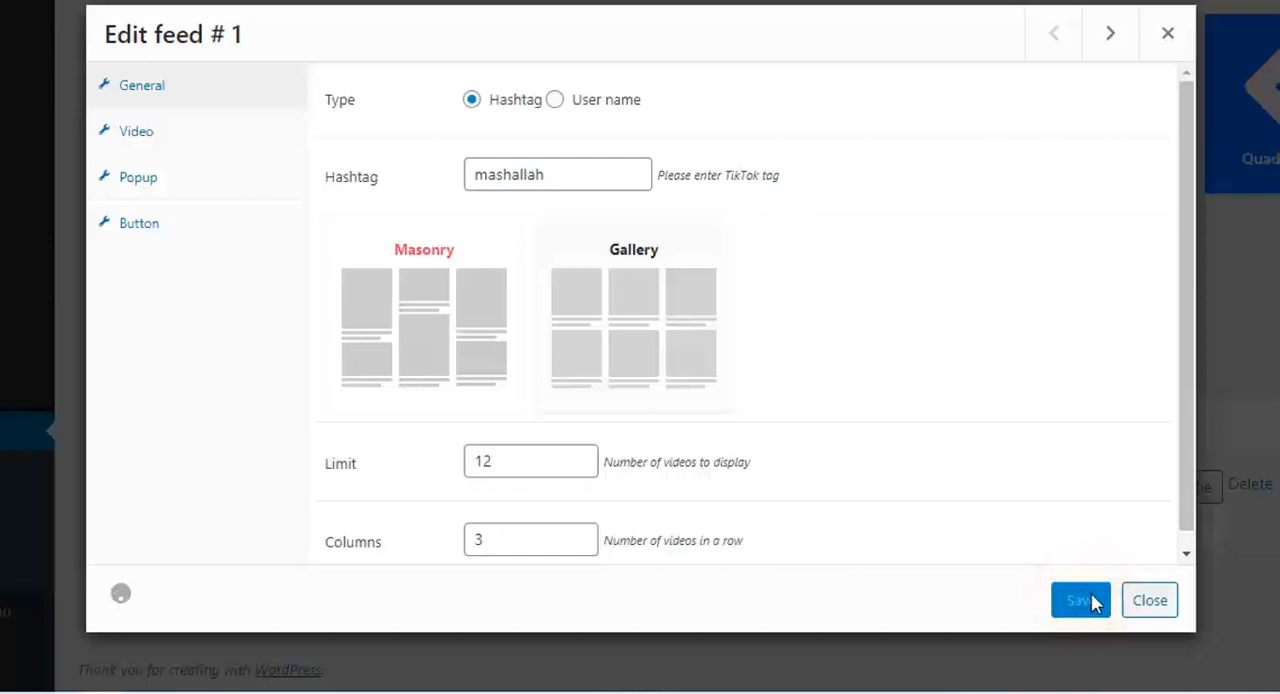 Edit feed # 1
General
Video
Popup
Button
Type Hashtag User name
Hashtag mashallah Please enter TikTok tag
Masonry Gallery
Limit 12 Number of videos to display
Columns 3 Number of videos in a row
Save Close
Delete
Thank you for creating with WordPress.